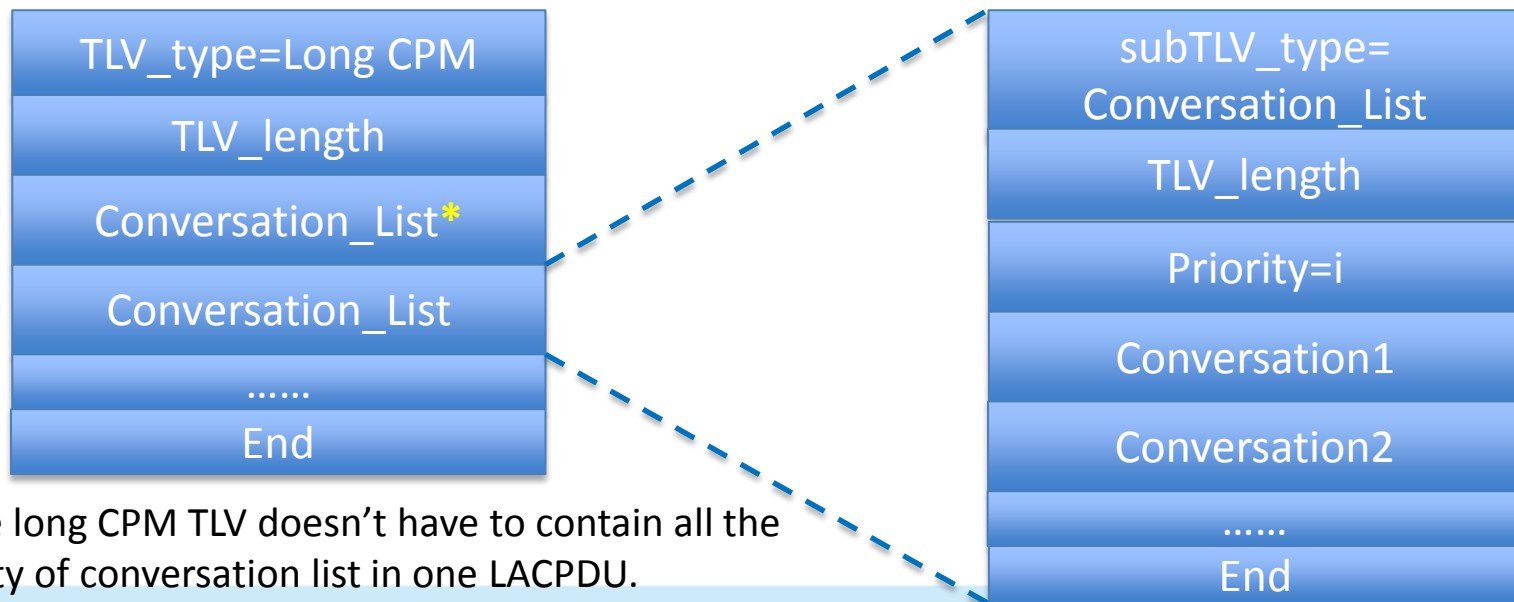 TLV_type=Long CPM
TLV_length
Conversation_List*
Conversation_List
……
End
subTLV_type=
Conversation_List
TLV_length
Priority=i
Conversation1
Conversation2
……
End
long CPM TLV doesn’t have to contain all the
of conversation list in one LACPDU.